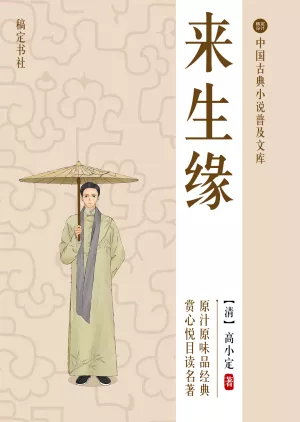 稿定书社
中国古典小说普及文库
来生缘
原汁原味品经典
赏心悦目读名著
【清】高小定 著